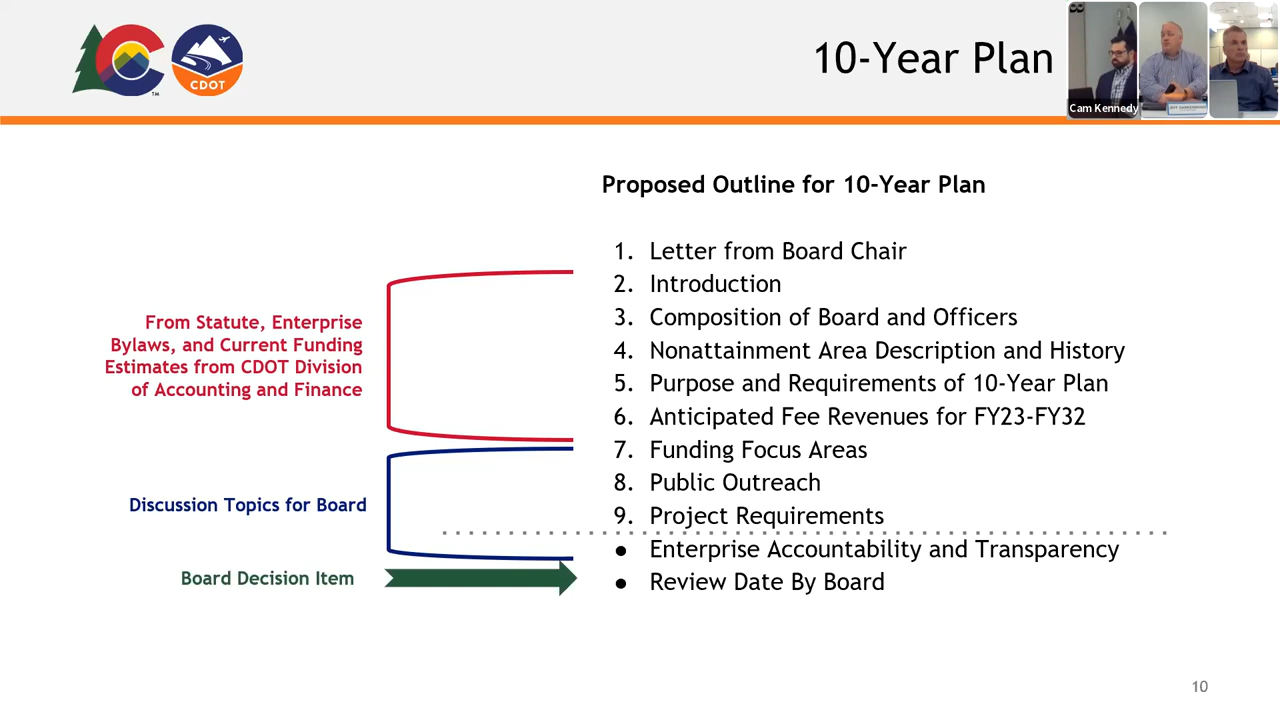 CDOT
TM
10-Year Plan
Cam Kennedy
Proposed Outline for 10-Year Plan
1. Letter from Board Chair
2. Introduction
3. Composition of Board and Officers
4. Nonattainment Area Description and History
5. Purpose and Requirements of 10-Year Plan
6. Anticipated Fee Revenues for FY23-FY32
7. Funding Focus Areas
8. Public Outreach
9. Project Requirements
● Enterprise Accountability and Transparency
● Review Date By Board
From Statute, Enterprise
Bylaws, and Current Funding
Estimates from CDOT Division
of Accounting and Finance
Discussion Topics for Board
Board Decision Item
10